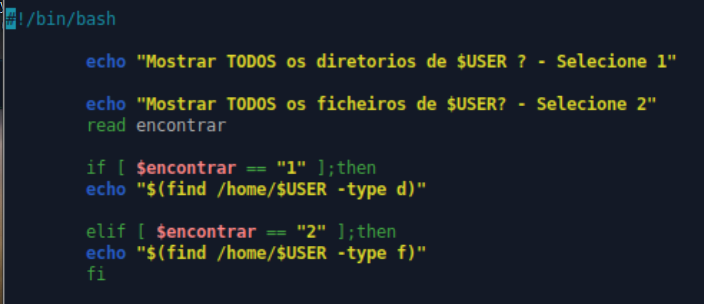 #!/bin/bash
echo "Mostrar TODOS os diretorios de $USER ? - Selecione 1"
echo "Mostrar TODOS os ficheiros de $USER? - Selecione 2"
read encontrar
if [ $encontrar == "1" ];then
echo "$(find /home/$USER -type d)"
elif [ $encontrar == "2" ];then
echo "$(find /home/$USER -type f)"
fi